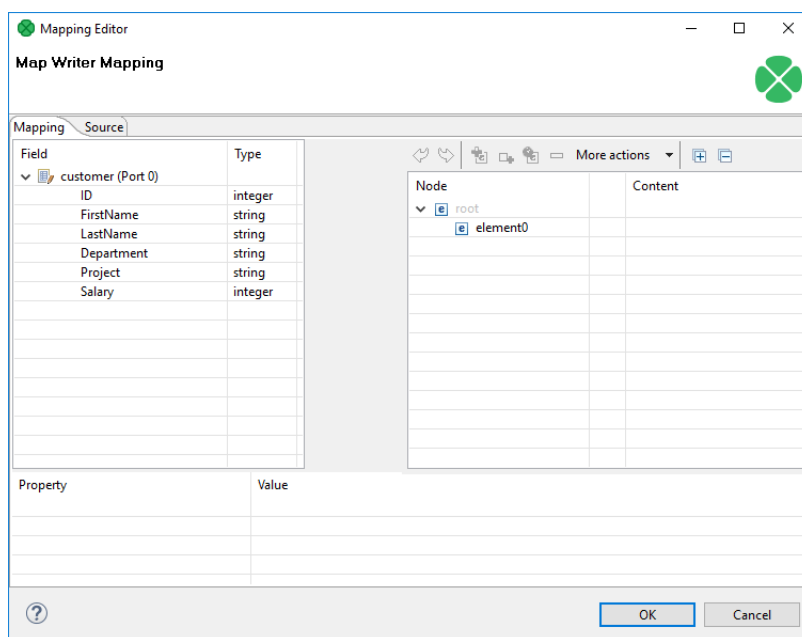 Mapping Editor
Map Writer Mapping
Mapping Source
Field Type
customer (Port 0)
ID integer
FirstName string
LastName string
Department string
Project string
Salary integer
More actions
Node Content
e root
e element0
Property Value
? OK Cancel